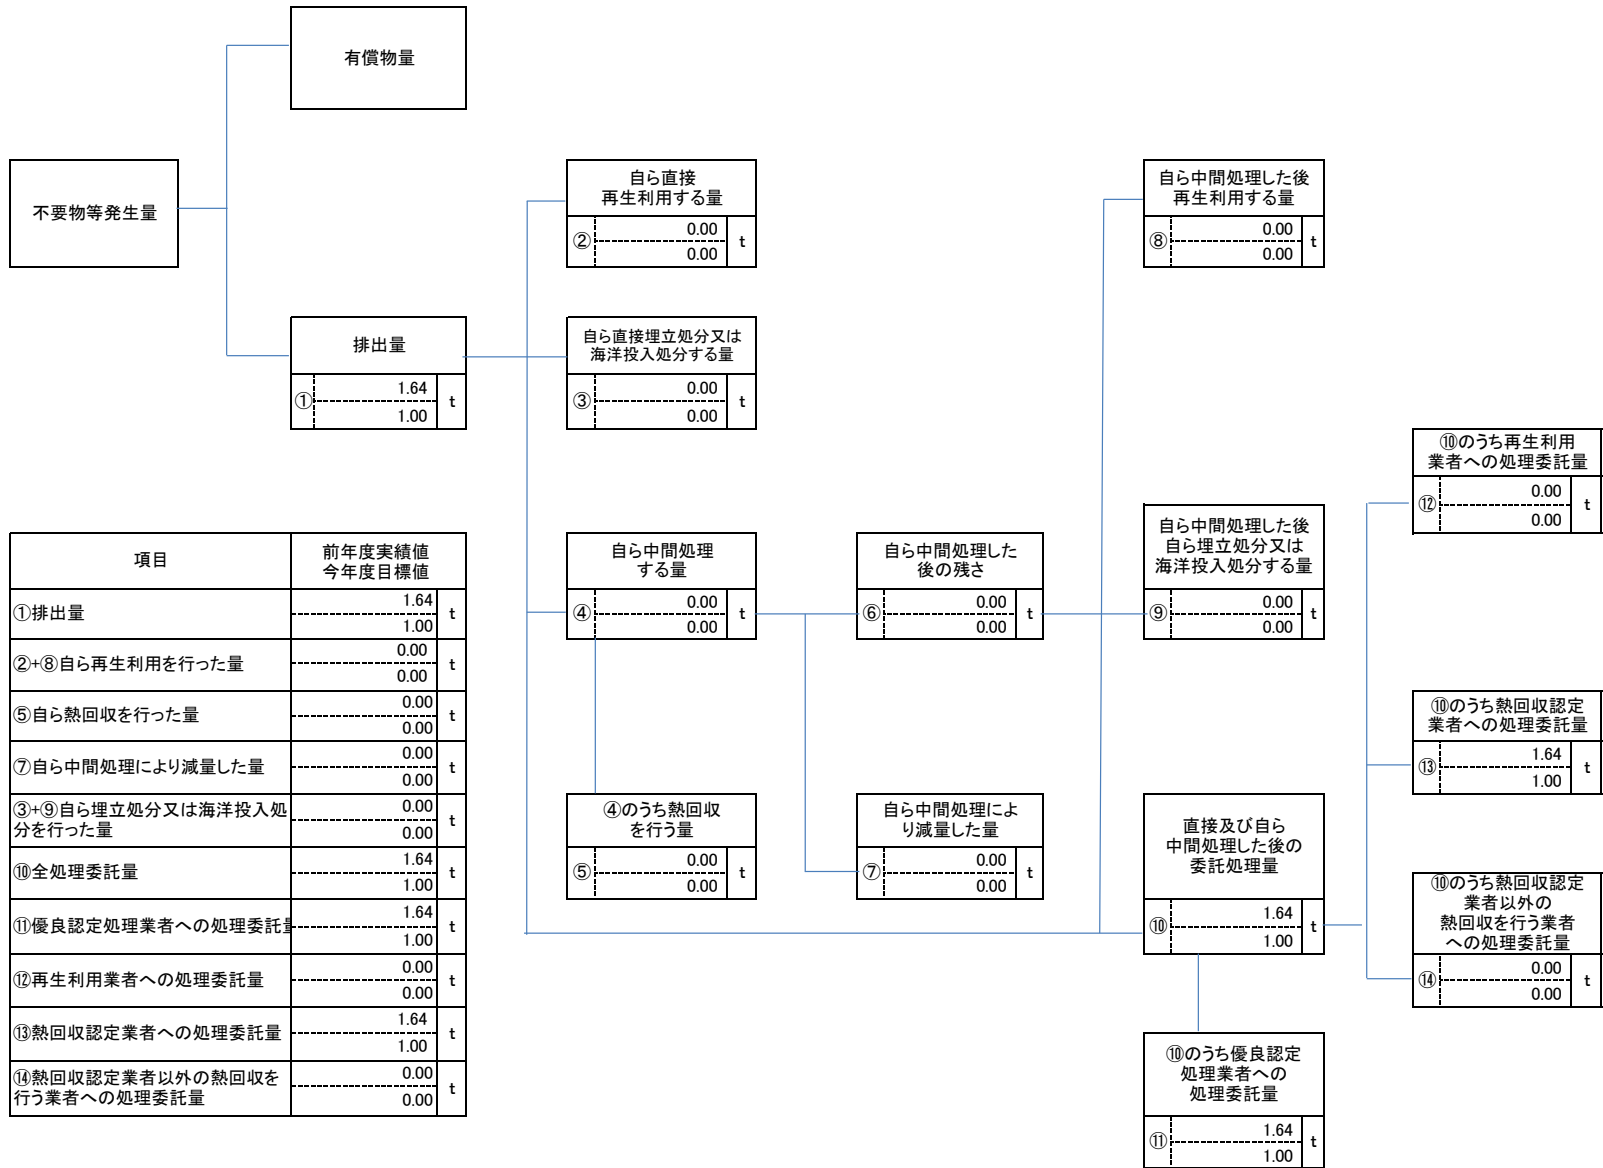 有償物量
不要物等発生量
排出量
①
1.64
1.00
t
自ら直接
再生利用する量
②
0.00
0.00
t
自ら直接埋立処分又は
海洋投入処分する量
③
0.00
0.00
t
自ら中間処理
する量
④
0.00
0.00
t
④のうち熱回収
を行う量
⑤
0.00
0.00
t
自ら中間処理した
後の残さ
⑥
0.00
0.00
t
自ら中間処理によ
り減量した量
⑦
0.00
0.00
t
自ら中間処理した後
再生利用する量
⑧
0.00
0.00
t
自ら中間処理した後
自ら埋立処分又は
海洋投入処分する量
⑨
0.00
0.00
t
直接及び自ら
中間処理した後の
委託処理量
⑩
1.64
1.00
t
⑩のうち優良認定
処理業者への
処理委託量
⑪
1.64
1.00
t
⑩のうち再生利用
業者への処理委託量
⑫
0.00
0.00
t
⑩のうち熱回収認定
業者への処理委託量
⑬
1.64
1.00
t
⑩のうち熱回収認定
業者以外の
熱回収を行う業者
への処理委託量
⑭
0.00
0.00
t
項目
前年度実績値
今年度目標値
①排出量
1.64
1.00
t
②+⑧自ら再生利用を行った量
0.00
0.00
t
⑤自ら熱回収を行った量
0.00
0.00
t
⑦自ら中間処理により減量した量
0.00
0.00
t
③+⑨自ら埋立処分又は海洋投入処
分を行った量
0.00
0.00
t
⑩全処理委託量
1.64
1.00
t
⑪優良認定処理業者への処理委託量
1.64
1.00
t
⑫再生利用業者への処理委託量
0.00
0.00
t
⑬熱回収認定業者への処理委託量
1.64
1.00
t
⑭熱回収認定業者以外の熱回収を
行う業者への処理委託量
0.00
0.00
t